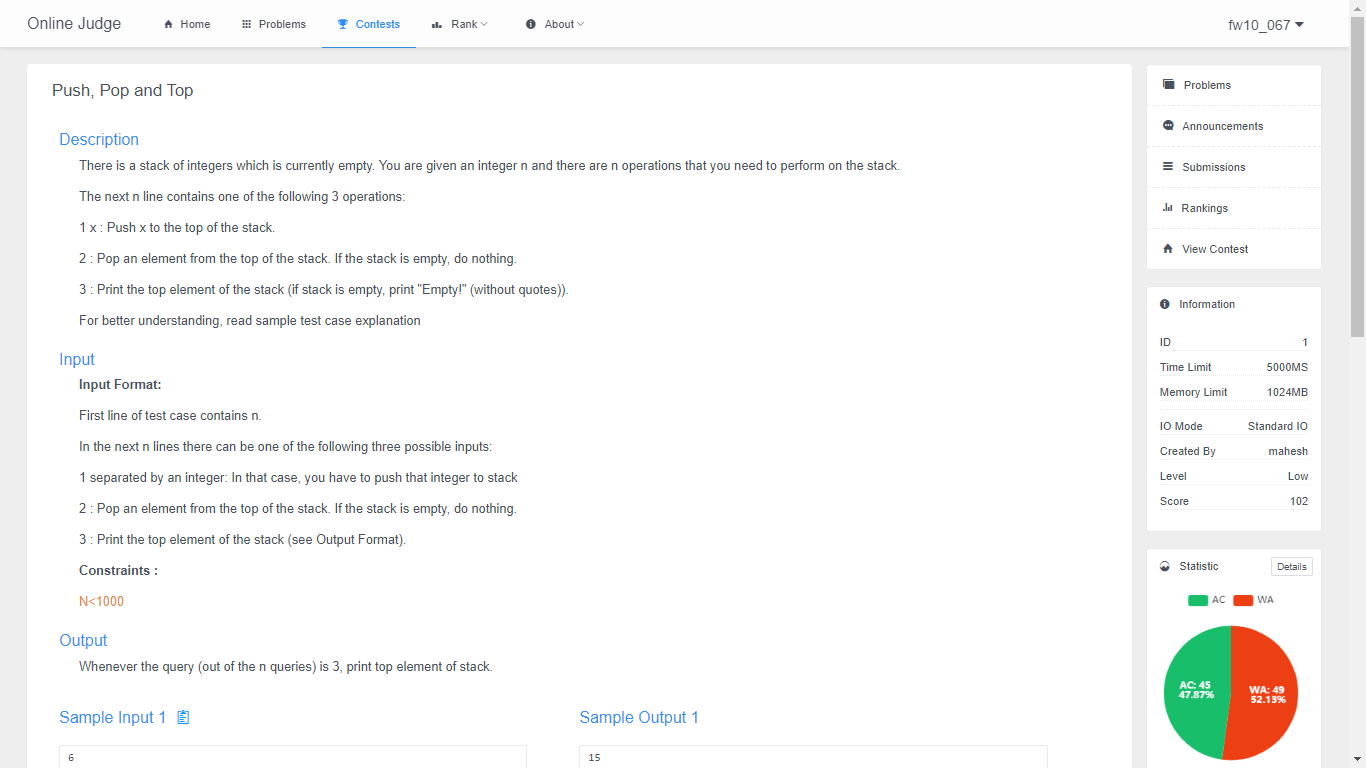 Online Judge
Home
Problems
Contests
Rank
About
fw10_067
Push, Pop and Top
Description
There is a stack of integers which is currently empty. You are given an integer n and there are n operations that you need to perform on the stack.
The next n line contains one of the following 3 operations:
1 x : Push x to the top of the stack.
2 : Pop an element from the top of the stack. If the stack is empty, do nothing.
3 : Print the top element of the stack (if stack is empty, print "Empty!" (without quotes)).
For better understanding, read sample test case explanation
Input
Input Format:
First line of test case contains n.
In the next n lines there can be one of the following three possible inputs:
1 separated by an integer: In that case, you have to push that integer to stack
2 : Pop an element from the top of the stack. If the stack is empty, do nothing.
3 : Print the top element of the stack (see Output Format).
Constraints :
N<1000
Output
Whenever the query (out of the n queries) is 3, print top element of stack.
Sample Input 1
6
Sample Output 1
15
Problems
Announcements
Submissions
Rankings
View Contest
Information
ID 1
Time Limit 5000MS
Memory Limit 1024MB
IO Mode Standard IO
Created By mahesh
Level Low
Score 102
Statistic Details
AC WA
AC: 45
47.87%
WA: 49
52.13%